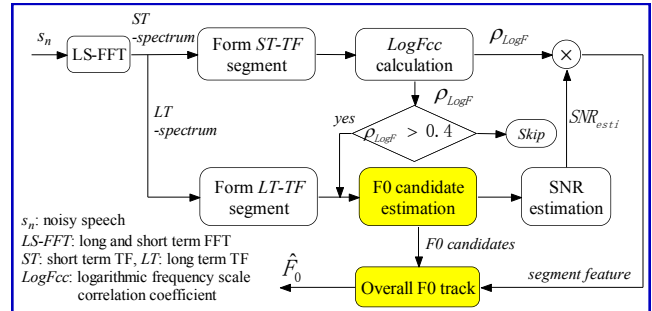 ST
-spectrum
s_n
LS-FFT
Form ST-TF
segment
LogFcc
calculation
ρ_LogF
×
ρ_LogF
LT
-spectrum
yes
ρ_LogF > 0.4
Skip
SNR_esti
Form LT-TF
segment
F0 candidate
estimation
SNR
estimation
s_n: noisy speech
LS-FFT: long and short term FFT
ST: short term TF, LT: long term TF
LogFcc: logarithmic frequency scale
correlation coefficient
F0 candidates
F̂_0
Overall F0 track
segment feature